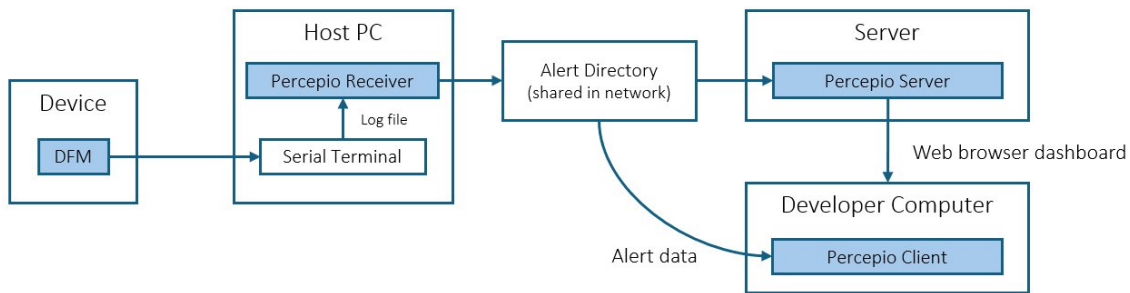 Device
DFM
Host PC
Percepio Receiver
Log file
Serial Terminal
Alert Directory
(shared in network)
Server
Percepio Server
Web browser dashboard
Developer Computer
Percepio Client
Alert data